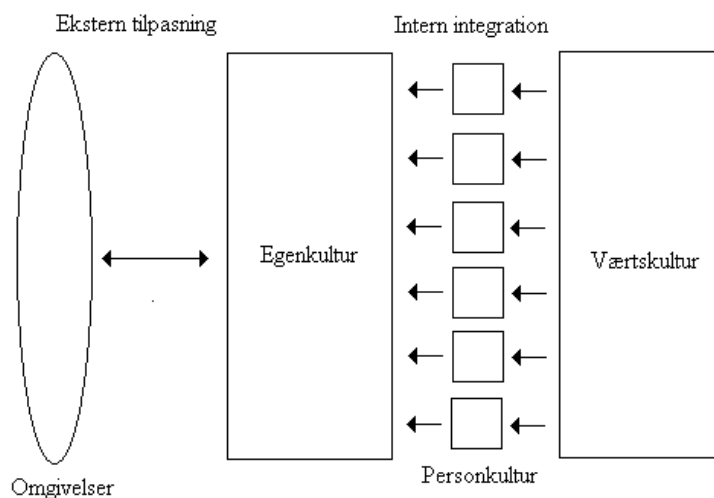 Ekstern tilpasning
Intern integration
Egenkultur
Værtskultur
Personkultur
Omgivelser